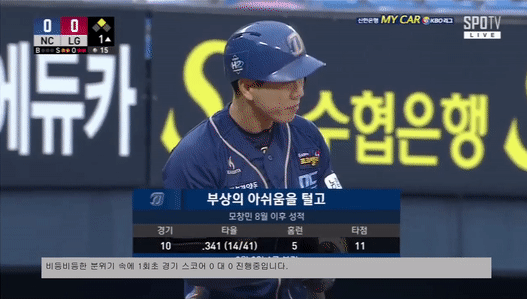 0 0
NC LG 1▲
B S O 15
신한은행 MY CAR KBO리그
SPOTV
LIVE
에듀카
수협은행
부상의 아쉬움을 털고
모창민 8월 이후 성적
경기 타율 홈런 타점
10 .341 (14/41) 5 11
비등비등한 분위기 속에 1회초 경기 스코어 0 대 0 진행중입니다.